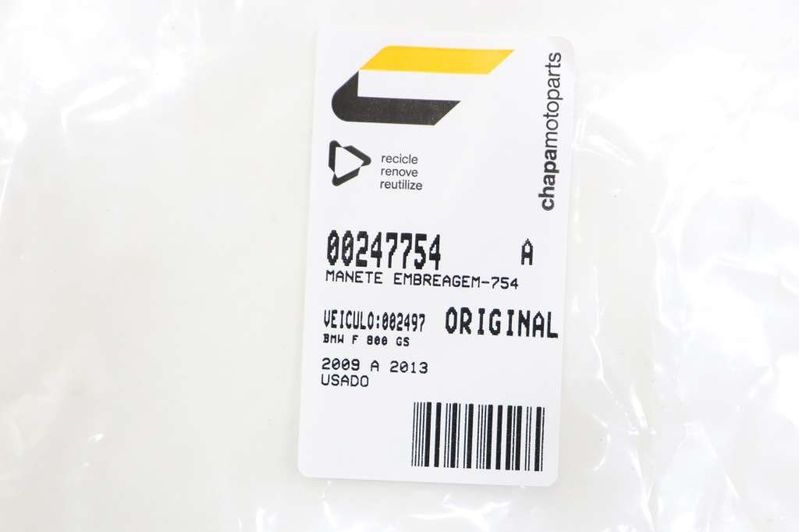 chapamotoparts
recicle
renove
reutilize
00247754 A
MANETE EMBREAGEM-754
VEICULO:002497 ORIGINAL
BMW F 800 GS
2009 A 2013
USADO